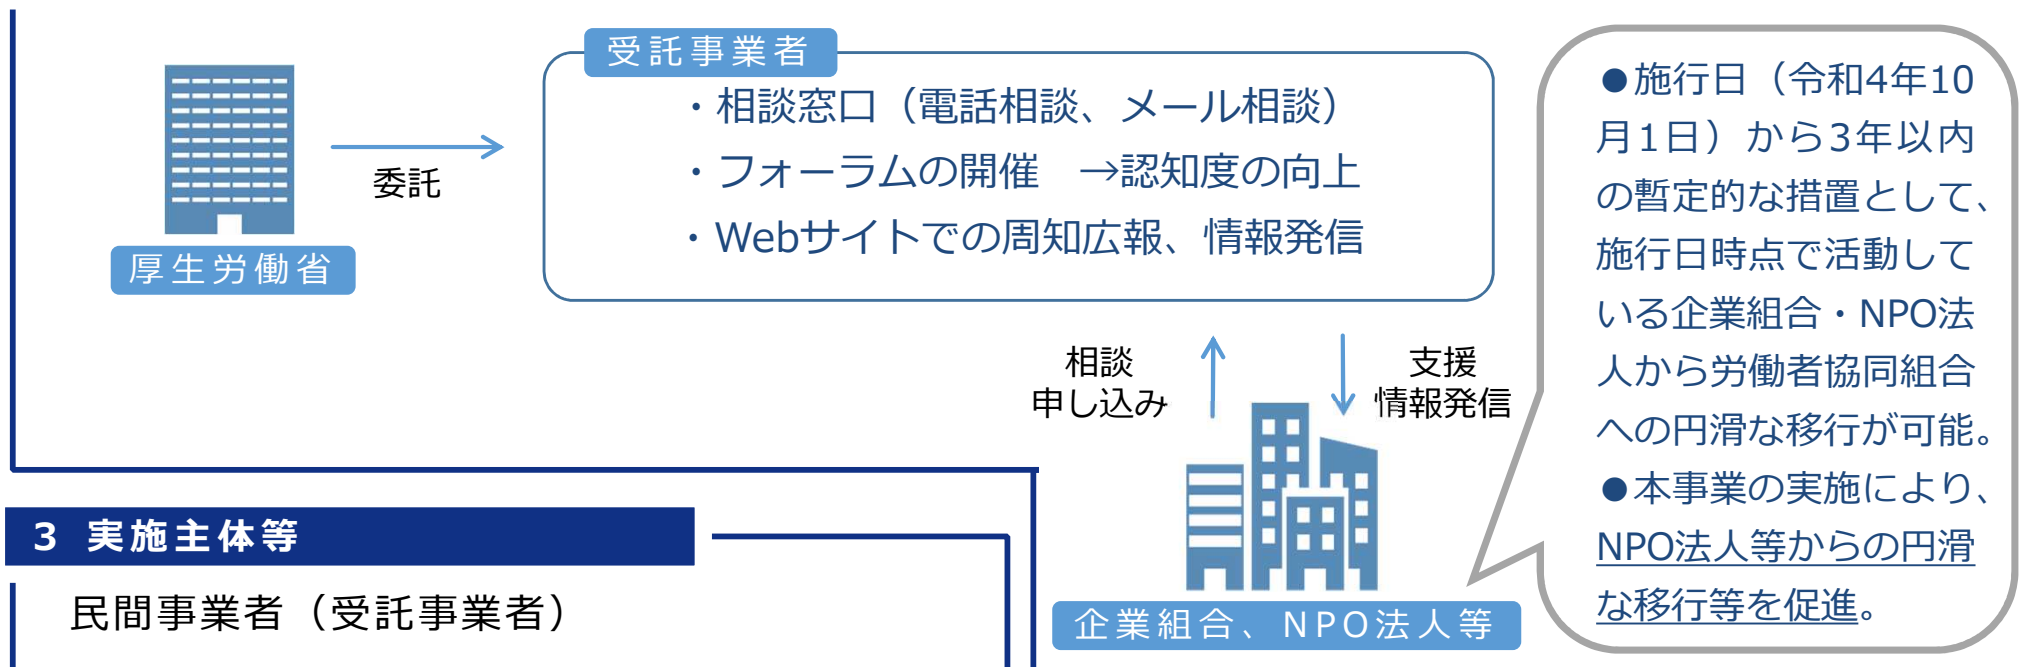 受託事業者
・相談窓口（電話相談、メール相談）
・フォーラムの開催　→認知度の向上
・Webサイトでの周知広報、情報発信
委託
厚生労働省
相談
申し込み
支援
情報発信
企業組合、NPO法人等
●施行日（令和4年10
月1日）から3年以内
の暫定的な措置として、
施行日時点で活動して
いる企業組合・NPO法
人から労働者協同組合
への円滑な移行が可能。
●本事業の実施により、
NPO法人等からの円滑
な移行等を促進。
3 実施主体等
民間事業者（受託事業者）